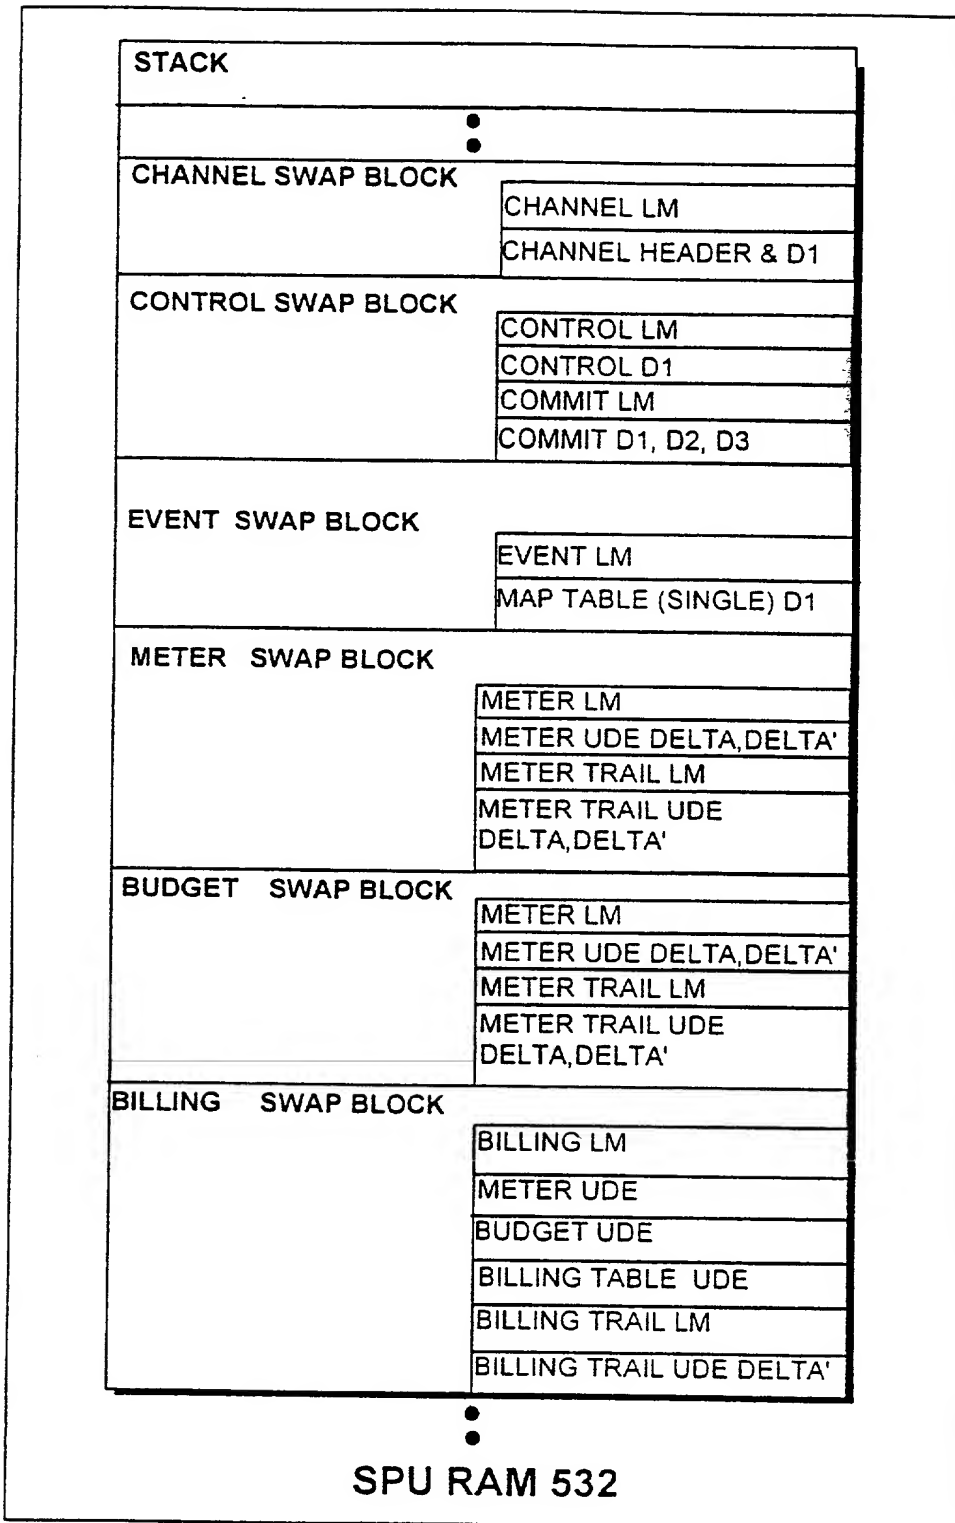 STACK
CHANNEL SWAP BLOCK
CHANNEL LM
CHANNEL HEADER & D1
CONTROL SWAP BLOCK
CONTROL LM
CONTROL D1
COMMIT LM
COMMIT D1, D2, D3
EVENT SWAP BLOCK
EVENT LM
MAP TABLE (SINGLE) D1
METER SWAP BLOCK
METER LM
METER UDE DELTA,DELTA'
METER TRAIL LM
METER TRAIL UDE
DELTA,DELTA'
BUDGET SWAP BLOCK
METER LM
METER UDE DELTA,DELTA'
METER TRAIL LM
METER TRAIL UDE
DELTA,DELTA'
BILLING SWAP BLOCK
BILLING LM
METER UDE
BUDGET UDE
BILLING TABLE UDE
BILLING TRAIL LM
BILLING TRAIL UDE DELTA'
SPU RAM 532